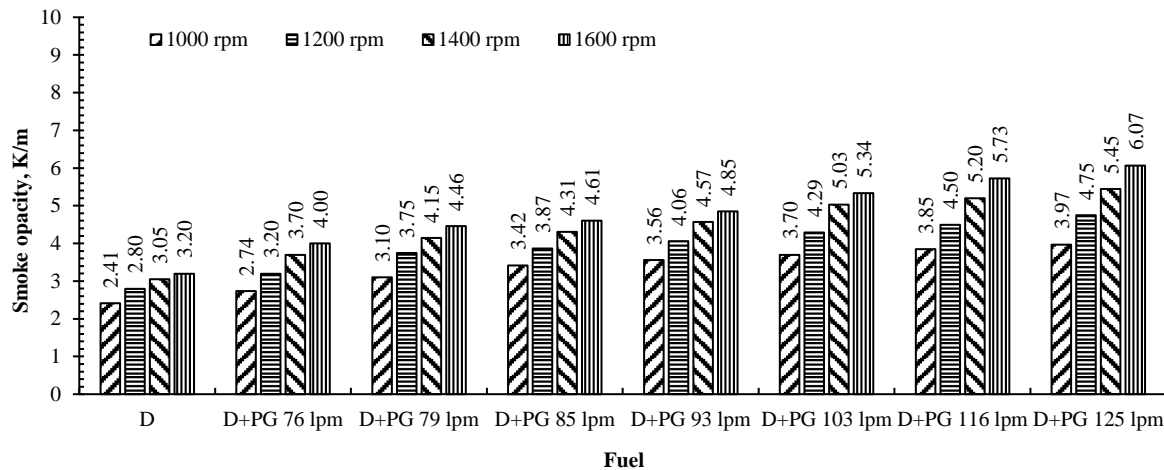 10
9
8
7
6
5
4
3
2
1
0
Smoke opacity, K/m
1000 rpm 1200 rpm 1400 rpm 1600 rpm
2.41 2.80 3.05 3.20
2.74 3.20 3.70 4.00
3.10 3.75 4.15 4.46
3.42 3.87 4.31 4.61
3.56 4.06 4.57 4.85
3.70 4.29 5.03 5.34
3.85 4.50 5.20 5.73
3.97 4.75 5.45 6.07
D D+PG 76 lpm D+PG 79 lpm D+PG 85 lpm D+PG 93 lpm D+PG 103 lpm D+PG 116 lpm D+PG 125 lpm
Fuel